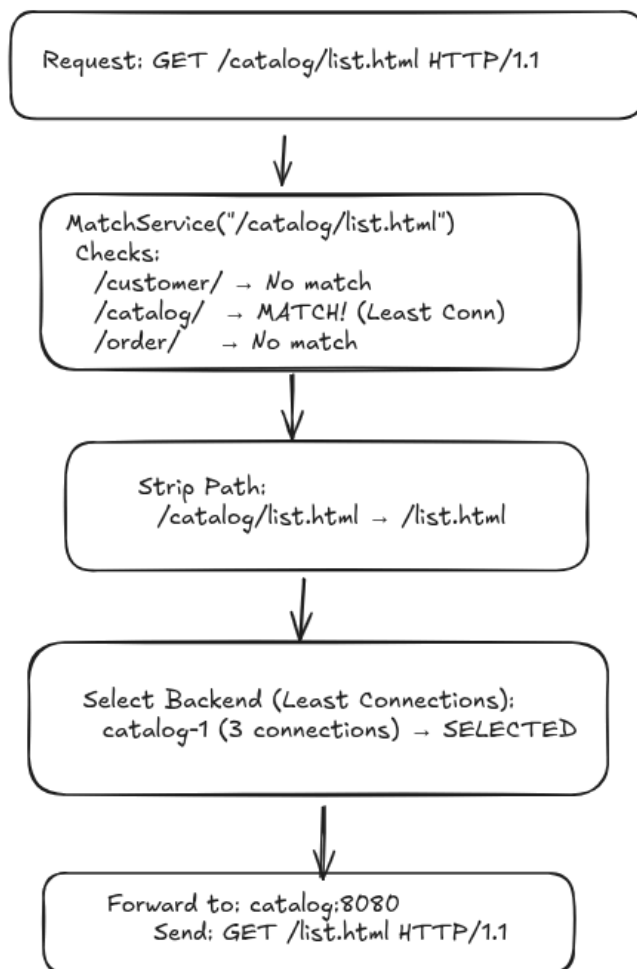 Request: GET /catalog/list.html HTTP/1.1
MatchService("/catalog/list.html")
Checks:
/customer/ → No match
/catalog/ → MATCH! (Least Conn)
/order/ → No match
Strip Path:
/catalog/list.html → /list.html
Select Backend (Least Connections):
catalog-1 (3 connections) → SELECTED
Forward to: catalog:8080
Send: GET /list.html HTTP/1.1